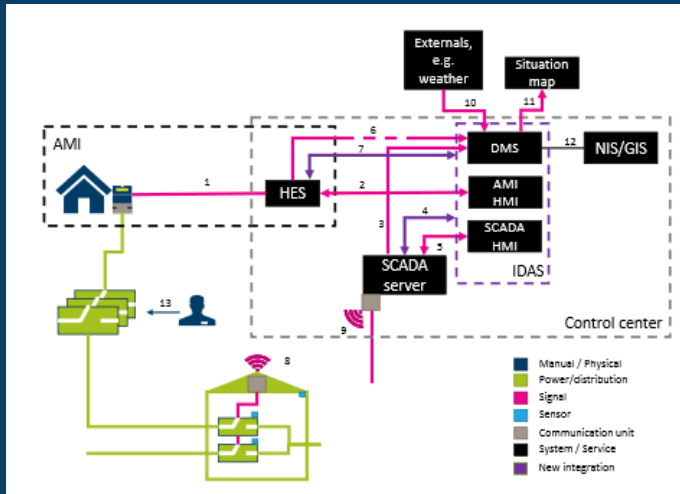 Externals,
e.g.
weather
Situation
map
10
11
AMI
6
7
DMS
12
NIS/GIS
1
HES
2
AMI
HMI
3
4
SCADA
HMI
5
SCADA
server
IDAS
13
9
Control center
8
Manual / Physical
Power/distribution
Signal
Sensor
Communication unit
System / Service
New integration